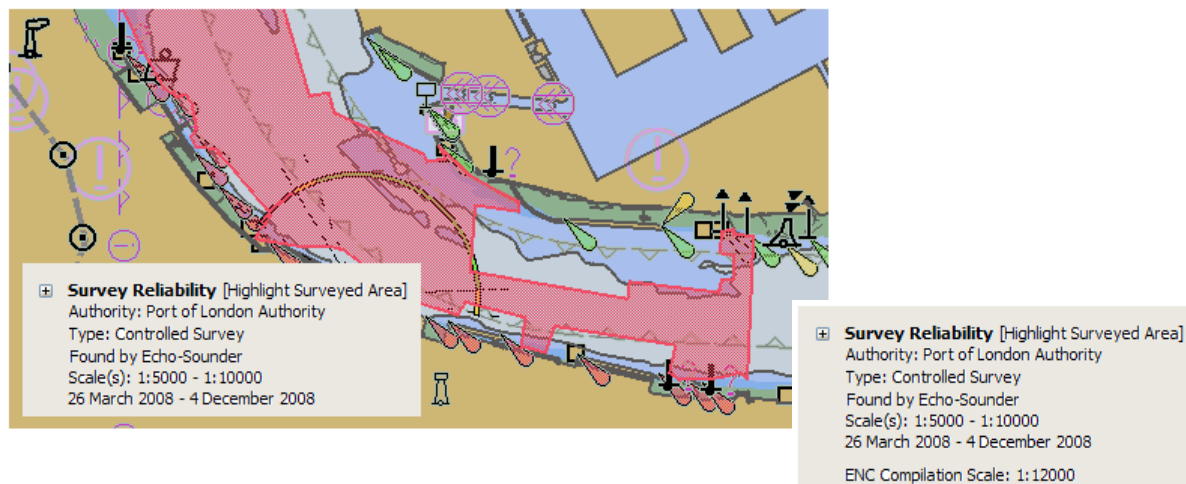 ?
Survey Reliability [Highlight Surveyed Area]
Authority: Port of London Authority
Type: Controlled Survey
Found by Echo-Sounder
Scale(s): 1:5000 - 1:10000
26 March 2008 - 4 December 2008
Survey Reliability [Highlight Surveyed Area]
Authority: Port of London Authority
Type: Controlled Survey
Found by Echo-Sounder
Scale(s): 1:5000 - 1:10000
26 March 2008 - 4 December 2008
ENC Compilation Scale: 1:12000